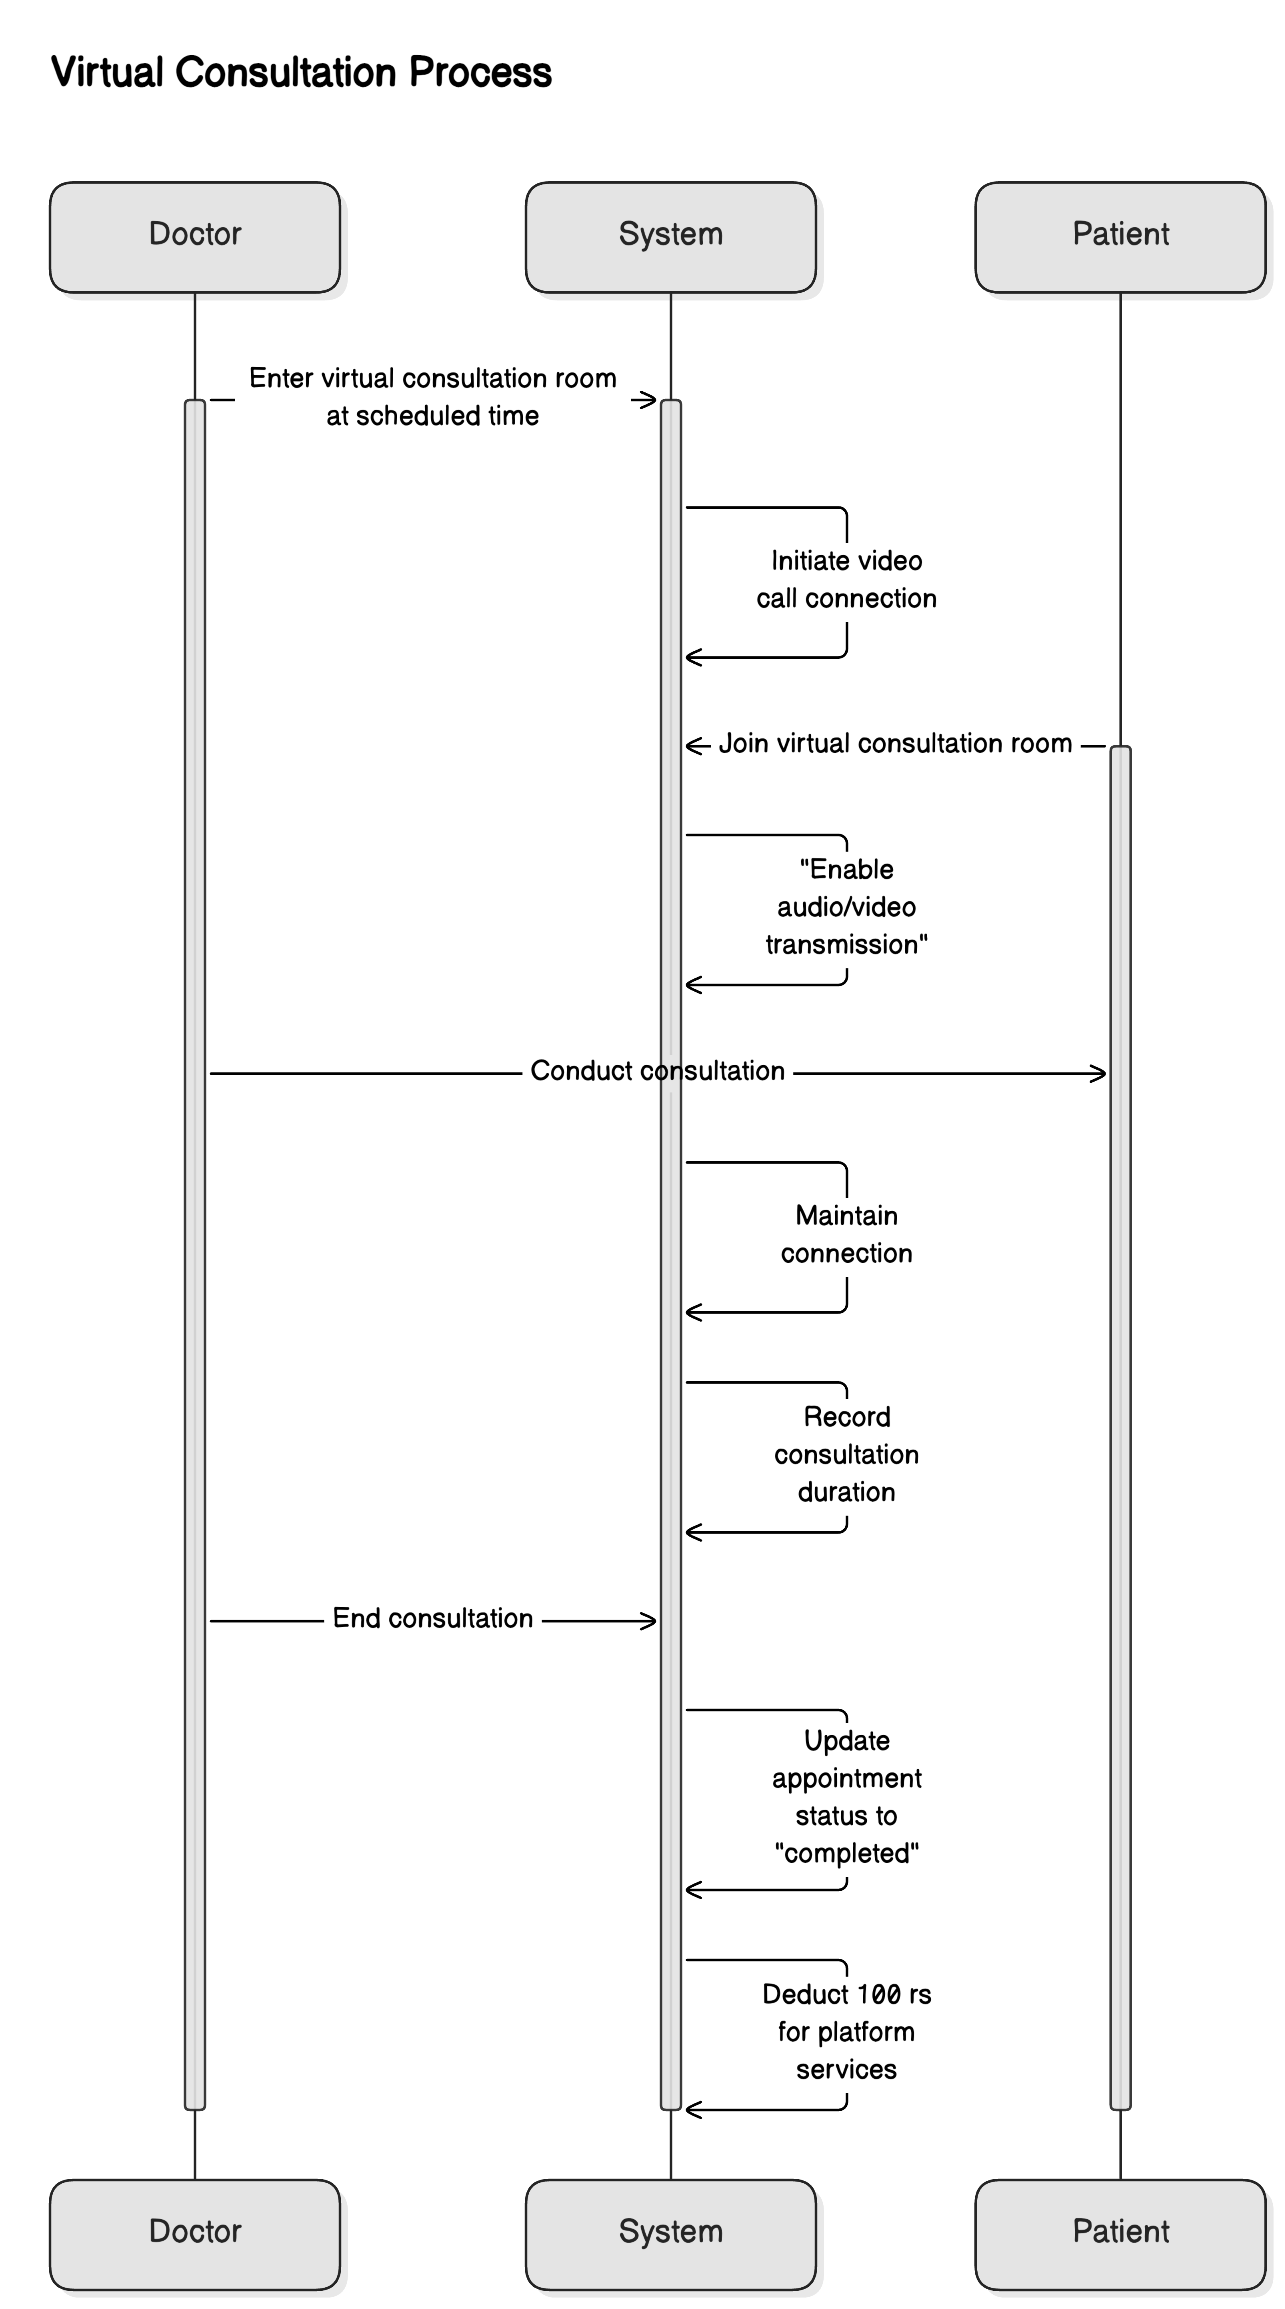 Virtual Consultation Process
Doctor
System
Patient
Enter virtual consultation room
at scheduled time
Initiate video
call connection
Join virtual consultation room
"Enable
audio/video
transmission"
Conduct consultation
Maintain
connection
Record
consultation
duration
End consultation
Update
appointment
status to
"completed"
Deduct 100 rs
for platform
services
Doctor
System
Patient